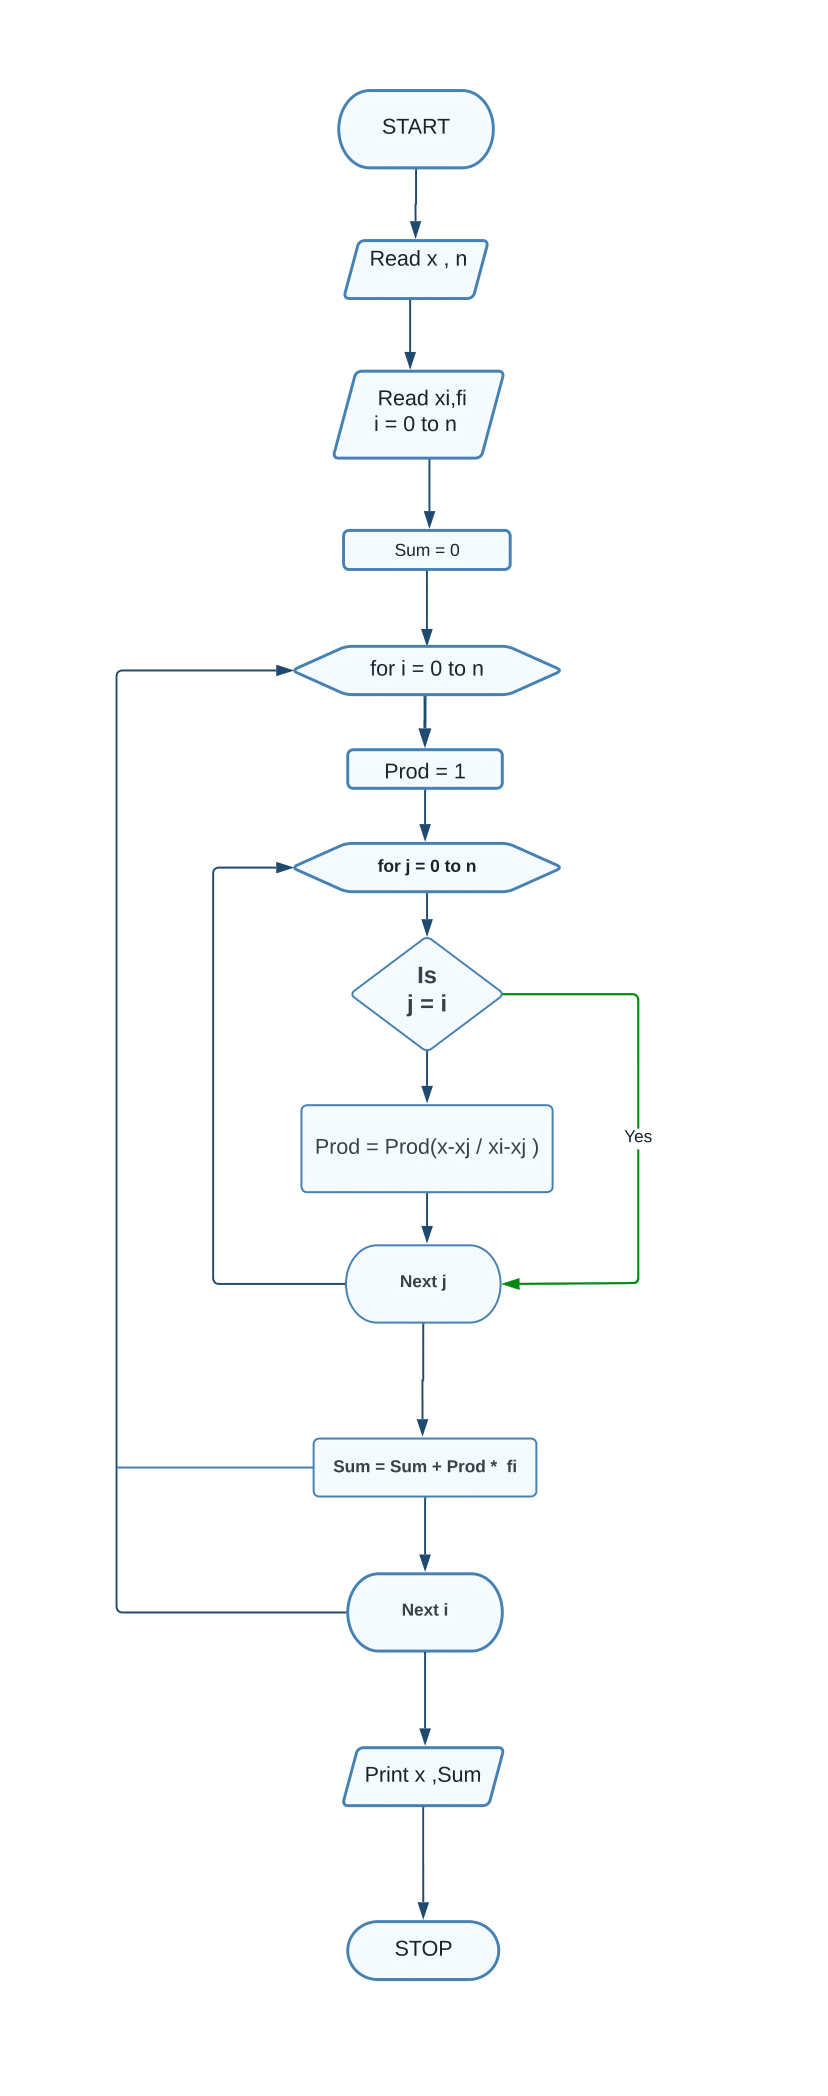 START
Read x , n
Read xi,fi
i = 0 to n
Sum = 0
for i = 0 to n
Prod = 1
for j = 0 to n
Is
j = i
Yes
Prod = Prod(x-xj / xi-xj )
Next j
Sum = Sum + Prod * fi
Next i
Print x ,Sum
STOP